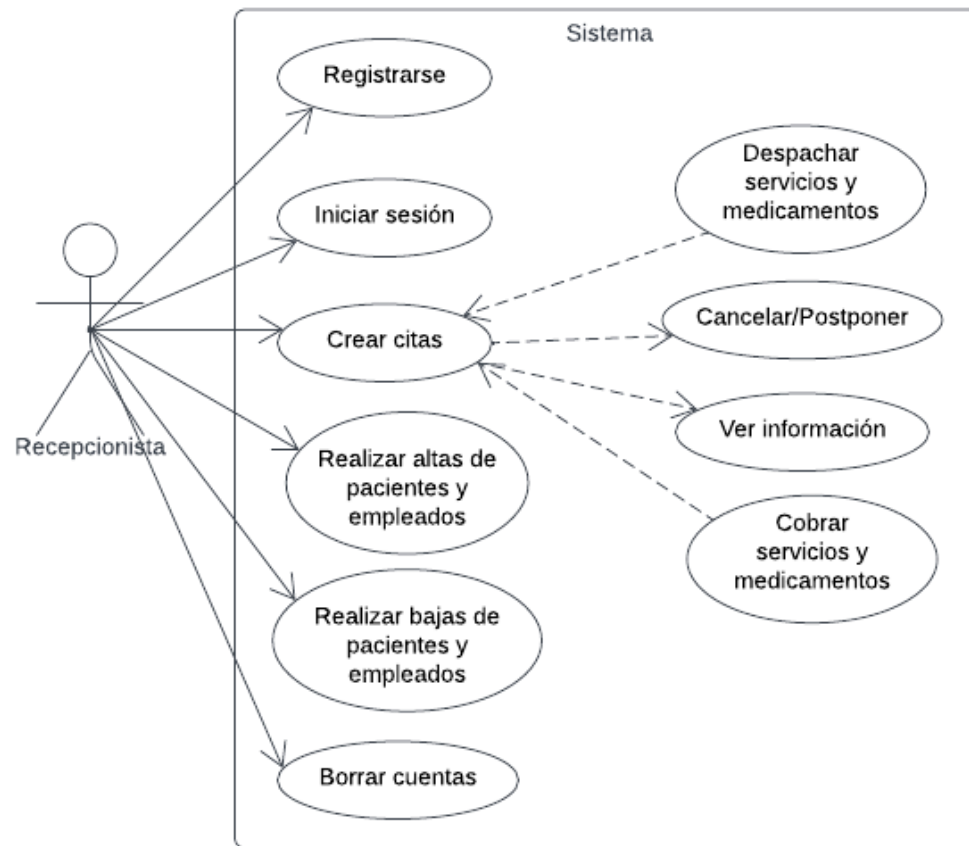 Sistema
Registrarse
Despachar
servicios y
medicamentos
Iniciar sesión
Cancelar/Postponer
Crear citas
Ver información
Recepcionista
Realizar altas de
pacientes y
empleados
Cobrar
servicios y
medicamentos
Realizar bajas de
pacientes y
empleados
Borrar cuentas